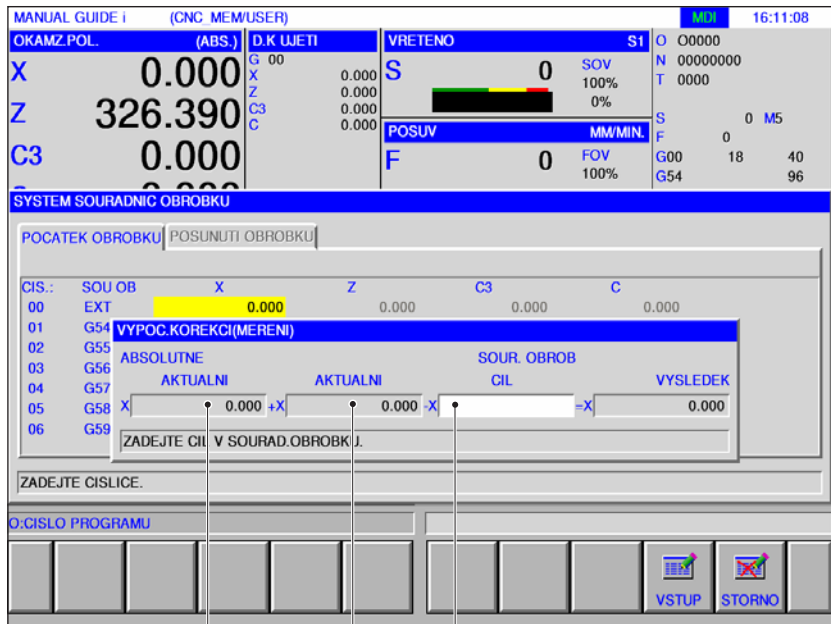 MANUAL GUIDE i (CNC_MEM/USER) MDI 16:11:08
OKAMZ.POL. (ABS.) D.K UJETI VRETENO S1 O O0000
X 0.000 G 00 S 0 SOV N 00000000
X 0.000 100% T 0000
Z 326.390 Z 0.000 0%
C3 0.000 S 0 M5
C 0.000 POSUV MM/MIN. F 0
C3 0.000 F 0 FOV G00 18 40
100% G54 96
SYSTEM SOURADNIC OBROBKU
POCATEK OBROBKU POSUNUTI OBROBKU
CIS.: SOU OB X Z C3 C
00 EXT 0.000 0.000 0.000 0.000
01 G54
02 G55
03 G56
04 G57
05 G58
06 G59
VYPOC.KOREKCI(MERENI)
ABSOLUTNE SOUR. OBROB
AKTUALNI AKTUALNI CIL VYSLEDEK
X 0.000 +X 0.000 -X =X 0.000
ZADEJTE CIL V SOURAD.OBROBKU.
ZADEJTE CISLICE.
O:CISLO PROGRAMU
VSTUP STORNO